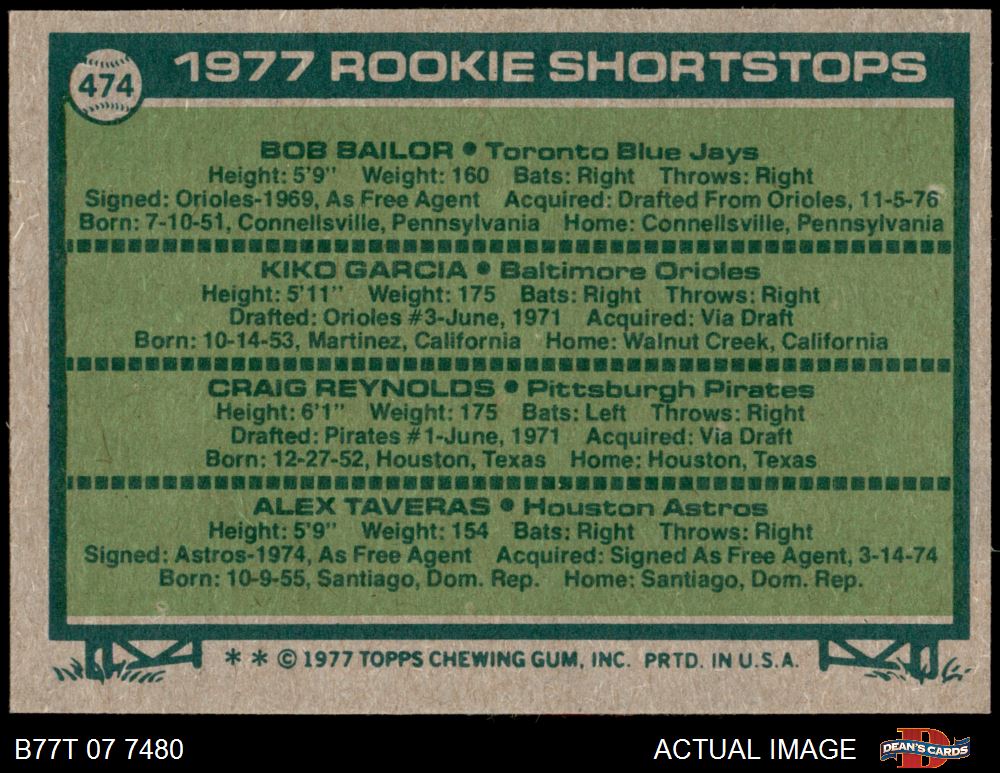 474
1977 ROOKIE SHORTSTOPS
BOB BAILOR • Toronto Blue Jays
Height: 5'9" Weight: 160 Bats: Right Throws: Right
Signed: Orioles-1969, As Free Agent Acquired: Drafted From Orioles, 11-5-76
Born: 7-10-51, Connellsville, Pennsylvania Home: Connellsville, Pennsylvania
KIKO GARCIA • Baltimore Orioles
Height: 5'11" Weight: 175 Bats: Right Throws: Right
Drafted: Orioles #3-June, 1971 Acquired: Via Draft
Born: 10-14-53, Martinez, California Home: Walnut Creek, California
CRAIG REYNOLDS • Pittsburgh Pirates
Height: 6'1" Weight: 175 Bats: Left Throws: Right
Drafted: Pirates #1-June, 1971 Acquired: Via Draft
Born: 12-27-52, Houston, Texas Home: Houston, Texas
ALEX TAVERAS • Houston Astros
Height: 5'9" Weight: 154 Bats: Right Throws: Right
Signed: Astros-1974, As Free Agent Acquired: Signed As Free Agent, 3-14-74
Born: 10-9-55, Santiago, Dom. Rep. Home: Santiago, Dom. Rep.
* * © 1977 TOPPS CHEWING GUM, INC. PRTD. IN U.S.A.
B77T 07 7480 ACTUAL IMAGE
DEAN'S CARDS